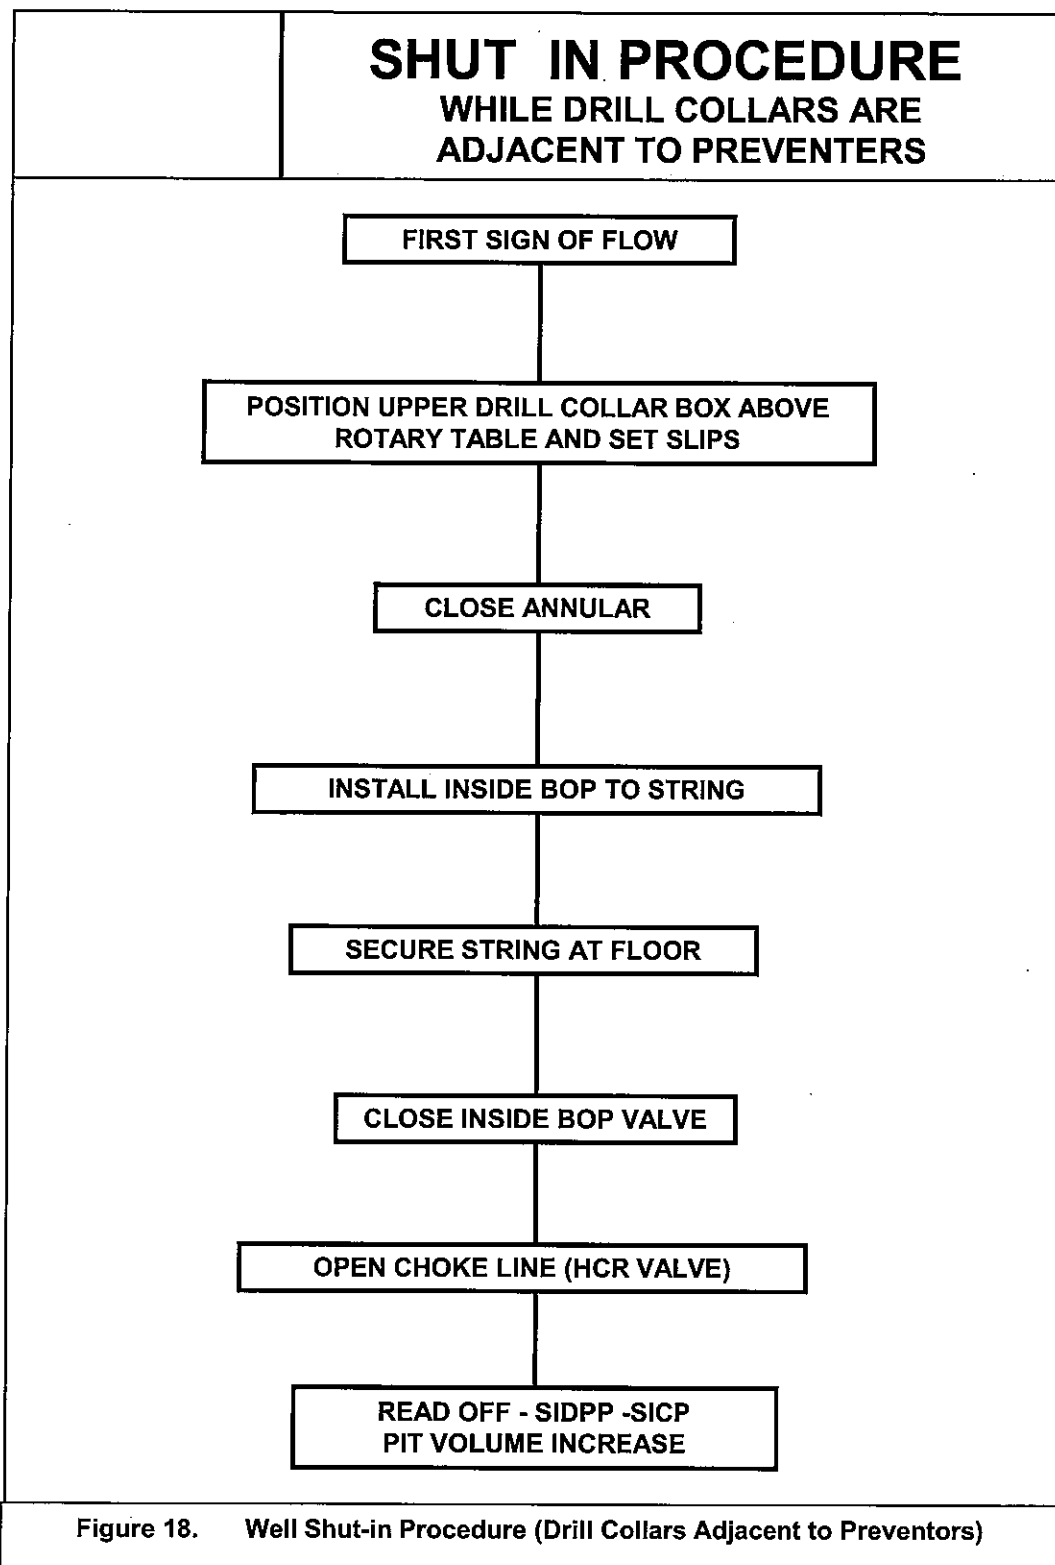 SHUT IN PROCEDURE
WHILE DRILL COLLARS ARE
ADJACENT TO PREVENTERS
FIRST SIGN OF FLOW
POSITION UPPER DRILL COLLAR BOX ABOVE
ROTARY TABLE AND SET SLIPS
CLOSE ANNULAR
INSTALL INSIDE BOP TO STRING
SECURE STRING AT FLOOR
CLOSE INSIDE BOP VALVE
OPEN CHOKE LINE (HCR VALVE)
READ OFF - SIDPP -SICP
PIT VOLUME INCREASE
Figure 18. Well Shut-in Procedure (Drill Collars Adjacent to Preventors)